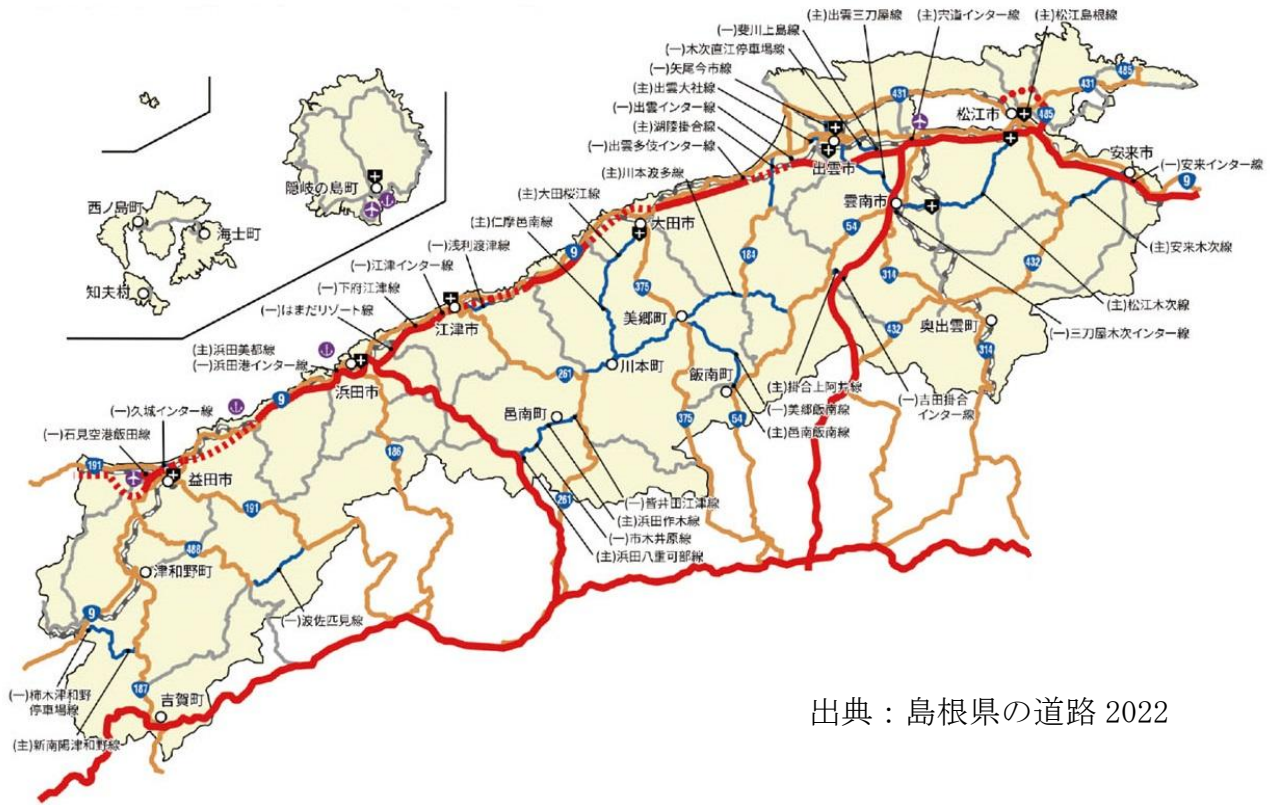 (主)出雲三刀屋線
(主)宍道インター線
(主)松江島根線
(一)斐川上島線
(一)木次直江停車場線
(一)矢尾今市線
(主)出雲大社線
(一)出雲インター線
(主)湖陵掛合線
(一)出雲多伎インター線
(主)川本波多線
(主)大田桜江線
(主)仁摩邑南線
(一)浅利渡津線
(一)江津インター線
(一)下府江津線
(一)はまだリゾート線
(主)浜田美都線
(一)浜田港インター線
(一)久城インター線
(一)石見空港飯田線
485
431
431
485
松江市
安来市
(一)安来インター線
9
出雲市
雲南市
(主)安来木次線
432
54
314
184
大田市
9
375
隠岐の島町
西ノ島町
海士町
知夫村
美郷町
江津市
川本町
飯南町
奥出雲町
432
314
(主)松江木次線
(一)三刀屋木次インター線
(主)掛合上阿井線
(一)美郷飯南線
(主)邑南飯南線
(一)吉田掛合
インター線
浜田市
9
261
邑南町
375
54
186
191
益田市
191
488
261
(一)皆井田江津線
(主)浜田作木線
(一)市木井原線
(主)浜田八重可部線
津和野町
9
(一)波佐匹見線
187
吉賀町
(一)柿木津和野
停車場線
(主)新南陽津和野線
出典：島根県の道路 2022